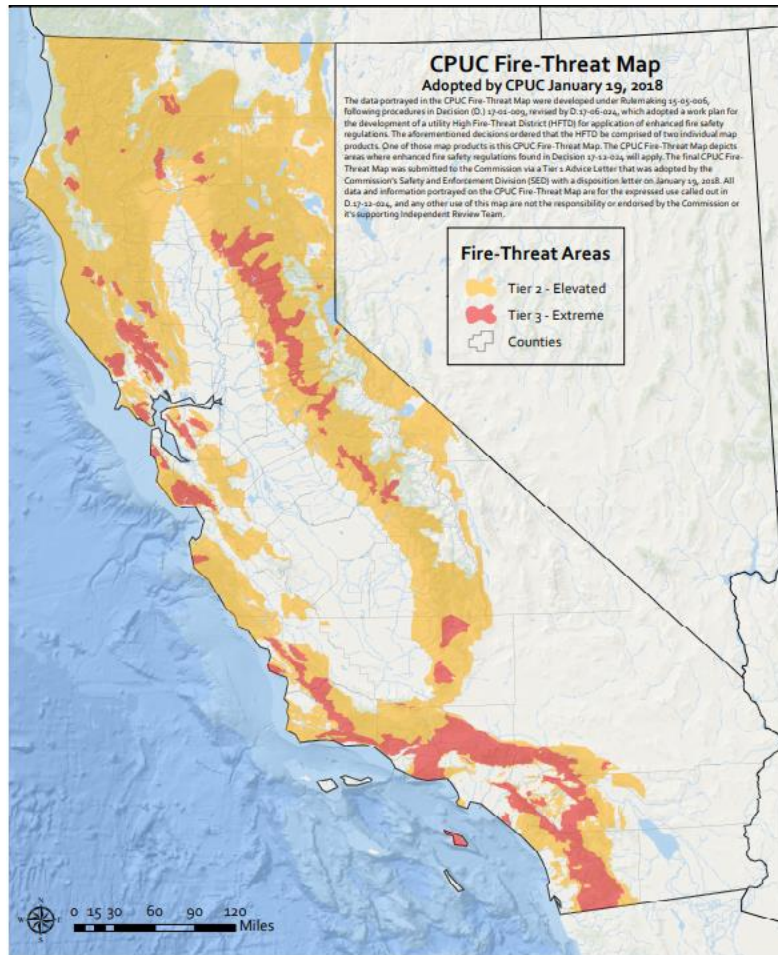 CPUC Fire-Threat Map
Adopted by CPUC January 19, 2018
The data portrayed in the CPUC Fire-Threat Map were developed under Rulemaking 15-05-006,
following procedures in Decision (D.) 17-01-009, revised by D.17-06-024, which adopted a work plan for
the development of a utility High Fire-Threat District (HFTD) for application of enhanced fire safety
regulations. The aforementioned decisions ordered that the HFTD be comprised of two individual map
products. One of those map products is this CPUC Fire-Threat Map. The CPUC Fire-Threat Map depicts
areas where enhanced fire safety regulations found in Decision 17-12-024 will apply. The final CPUC Fire-
Threat Map was submitted to the Commission via a Tier 1 Advice Letter that was adopted by the
Commission's Safety and Enforcement Division (SED) with a disposition letter on January 19, 2018. All
data and information portrayed on the CPUC Fire-Threat Map are for the expressed use called out in
D.17-12-024, and any other use of this map are not the responsibility or endorsed by the Commission or
it's supporting Independent Review Team.
Fire-Threat Areas
Tier 2 - Elevated
Tier 3 - Extreme
Counties
N
W E
S
0 15 30 60 90 120
Miles